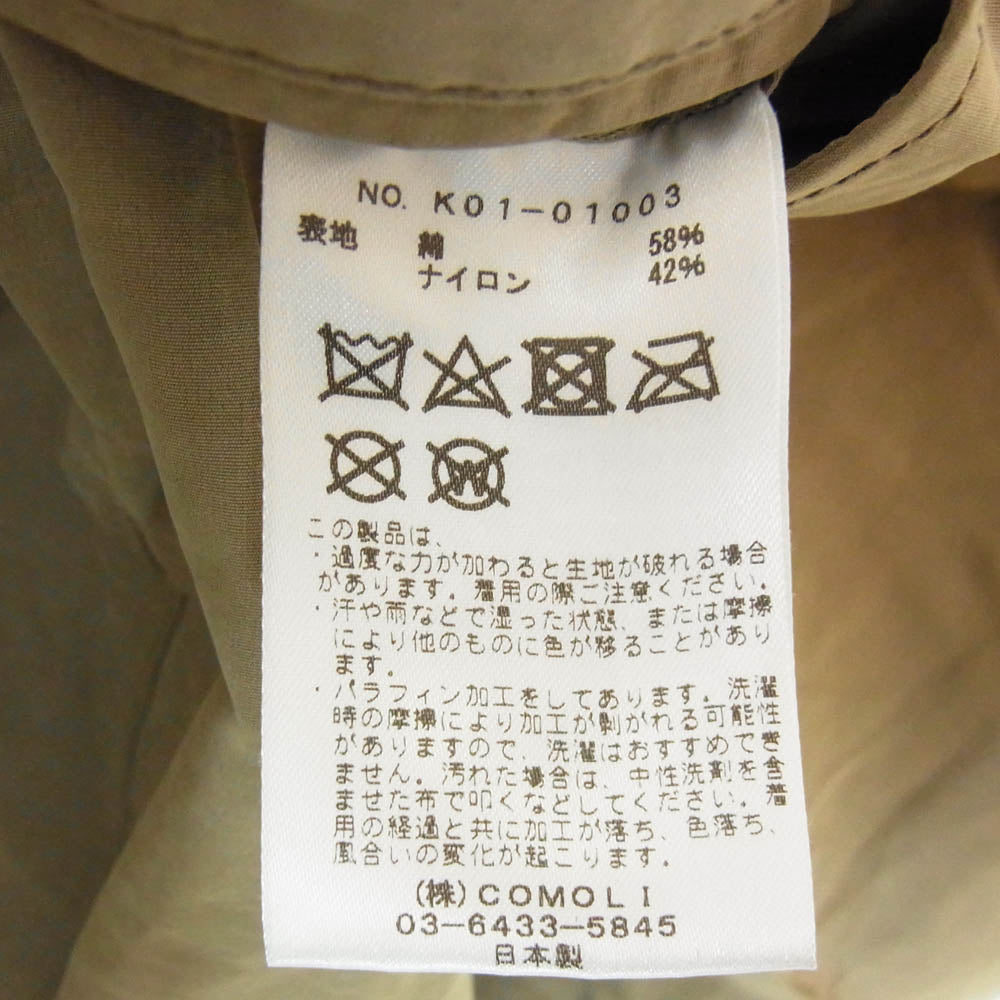 NO. K01-01003
表地 綿 58%
ナイロン 42%
W
この製品は、
・過度な力が加わると生地が破れる場合
があります。着用の際ご注意ください。
・汗や雨などで湿った状態、または摩擦
により他のものに色が移ることがあり
ます。
・パラフィン加工をしてあります。洗濯
時の摩擦により加工が剥がれる可能性
がありますので、洗濯はおすすめでき
ません。汚れた場合は、中性洗剤を含
ませた布で叩くなどしてください。着
用の経過と共に加工が落ち、色落ち、
風合いの変化が起こります。
(株)COMOLI
03-6433-5845
日本製